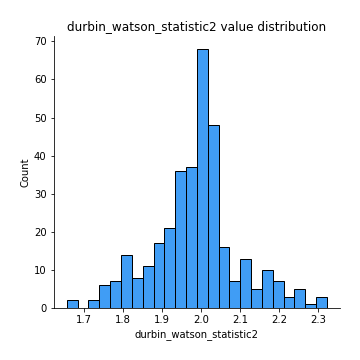 durbin_watson_statistic2 value distribution
70
60
50
40
30
20
10
0
Count
1.7 1.8 1.9 2.0 2.1 2.2 2.3
durbin_watson_statistic2